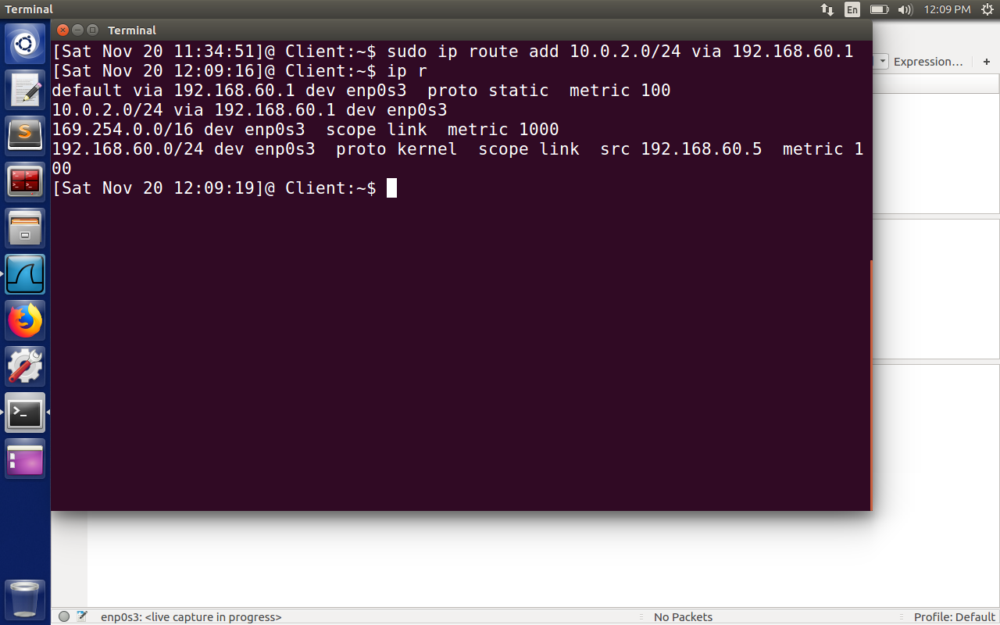 Terminal
En
12:09 PM
Terminal
[Sat Nov 20 11:34:51]@ Client:~$ sudo ip route add 10.0.2.0/24 via 192.168.60.1
[Sat Nov 20 12:09:16]@ Client:~$ ip r
default via 192.168.60.1 dev enp0s3  proto static  metric 100
10.0.2.0/24 via 192.168.60.1 dev enp0s3
169.254.0.0/16 dev enp0s3  scope link  metric 1000
192.168.60.0/24 dev enp0s3  proto kernel  scope link  src 192.168.60.5  metric 1
00
[Sat Nov 20 12:09:19]@ Client:~$
Expression… +
enp0s3: <live capture in progress>
No Packets
Profile: Default